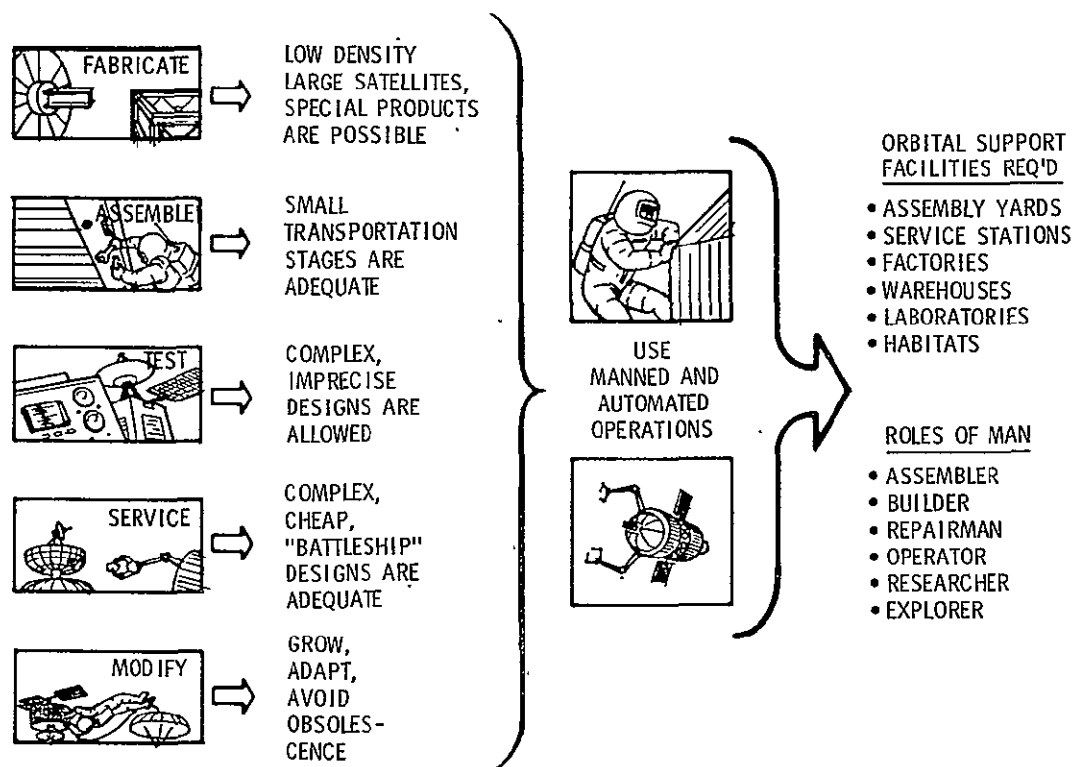 FABRICATE
LOW DENSITY
LARGE SATELLITES,
SPECIAL PRODUCTS
ARE POSSIBLE
ASSEMBLE
SMALL
TRANSPORTATION
STAGES ARE
ADEQUATE
TEST
COMPLEX,
IMPRECISE
DESIGNS ARE
ALLOWED
SERVICE
COMPLEX,
CHEAP,
"BATTLESHIP"
DESIGNS ARE
ADEQUATE
MODIFY
GROW,
ADAPT,
AVOID
OBSOLES-
CENCE
USE
MANNED AND
AUTOMATED
OPERATIONS
ORBITAL SUPPORT
FACILITIES REQ'D
• ASSEMBLY YARDS
• SERVICE STATIONS
• FACTORIES
• WAREHOUSES
• LABORATORIES
• HABITATS
ROLES OF MAN
• ASSEMBLER
• BUILDER
• REPAIRMAN
• OPERATOR
• RESEARCHER
• EXPLORER